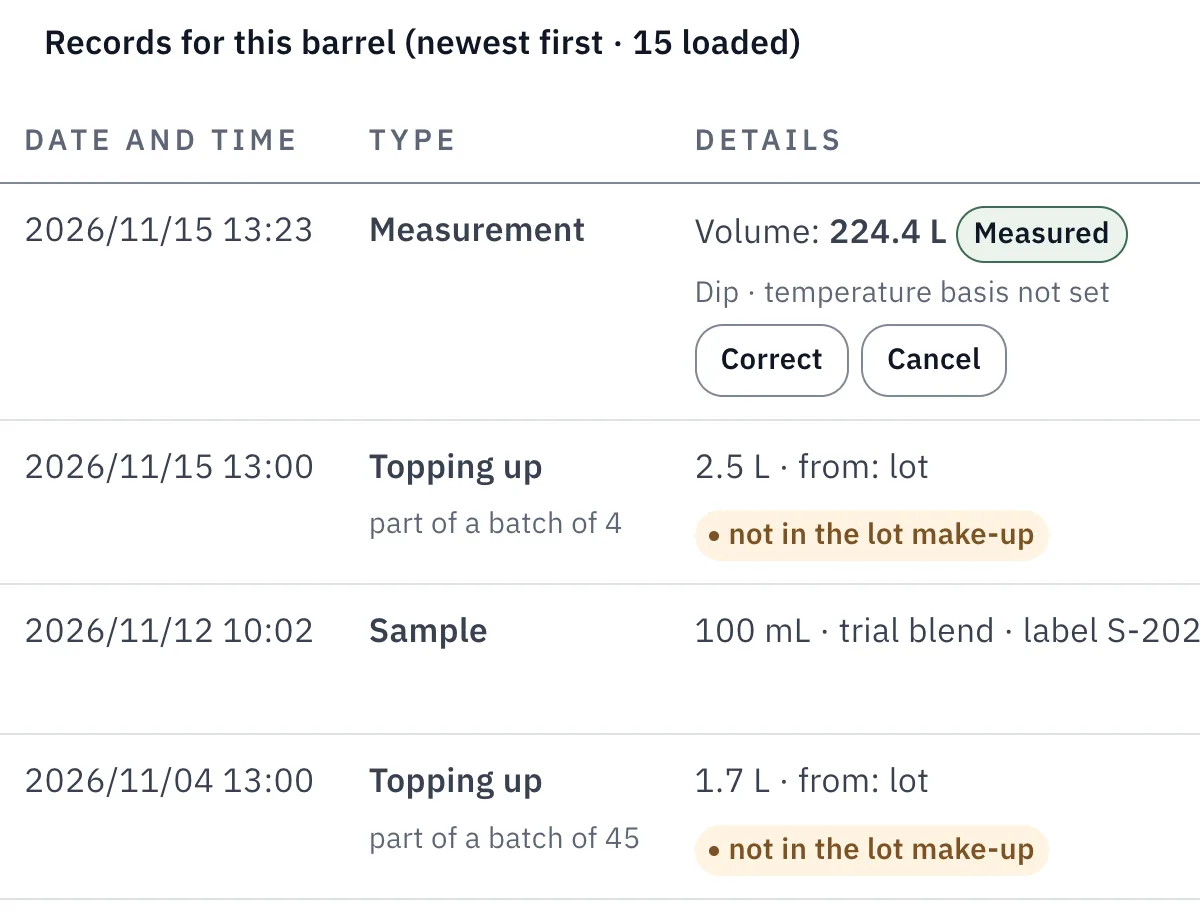 Records for this barrel (newest first · 15 loaded)
DATE AND TIME TYPE DETAILS
2026/11/15 13:23 Measurement Volume: 224.4 L Measured
Dip · temperature basis not set
Correct Cancel
2026/11/15 13:00 Topping up 2.5 L · from: lot
part of a batch of 4 • not in the lot make-up
2026/11/12 10:02 Sample 100 mL · trial blend · label S-202
2026/11/04 13:00 Topping up 1.7 L · from: lot
part of a batch of 45 • not in the lot make-up